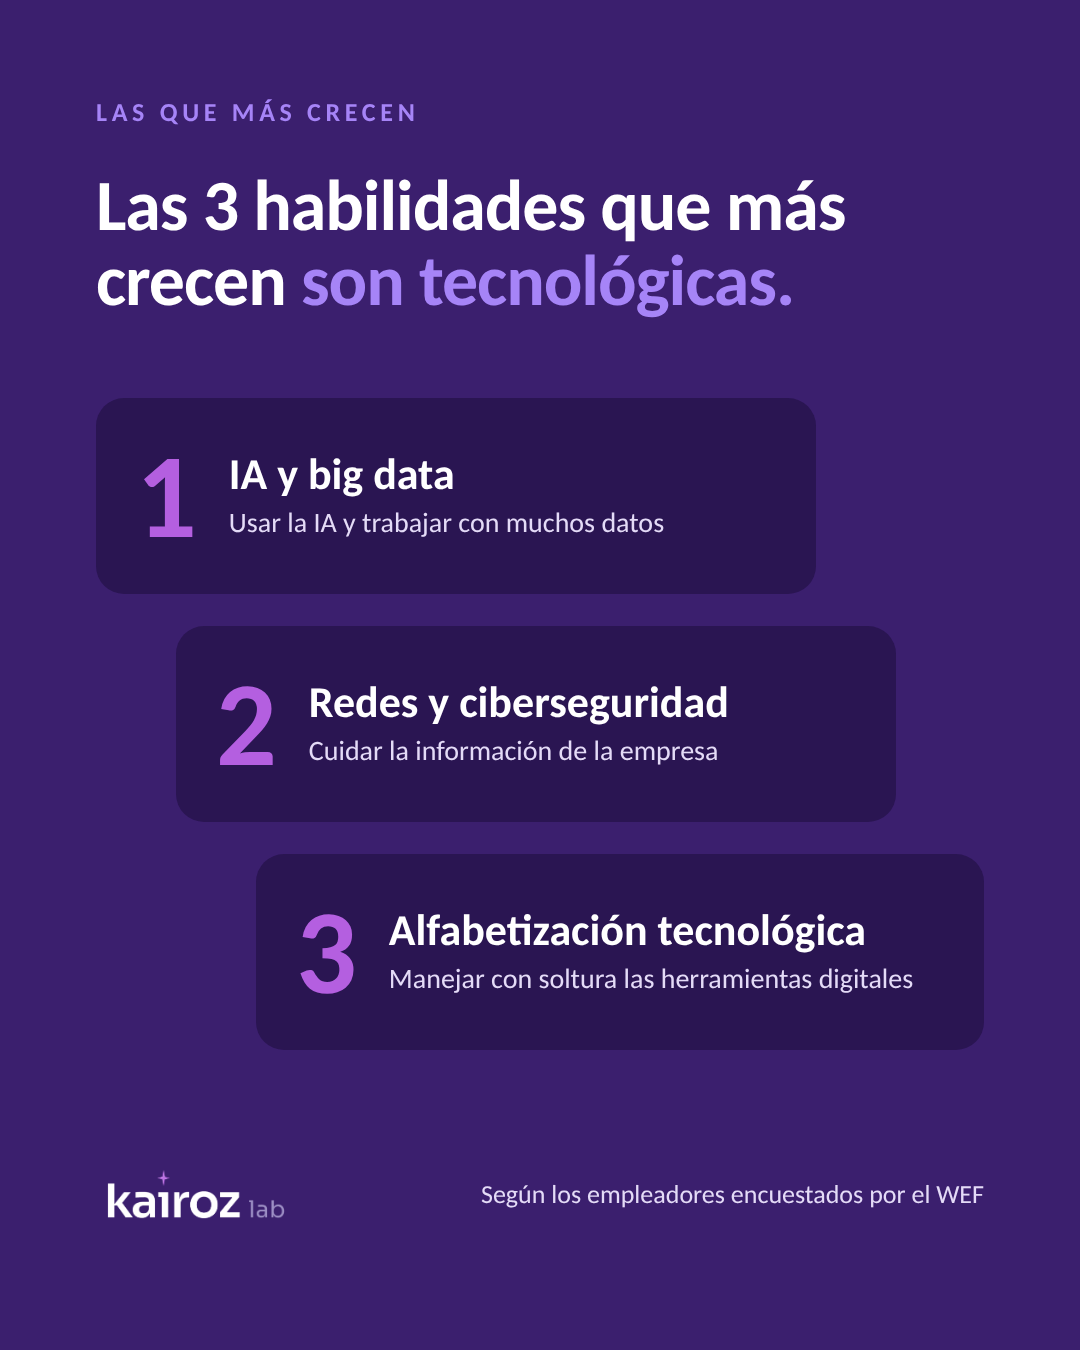 LAS QUE MÁS CRECEN
Las 3 habilidades que más
crecen son tecnológicas.
1
IA y big data
Usar la IA y trabajar con muchos datos
2
Redes y ciberseguridad
Cuidar la información de la empresa
3
Alfabetización tecnológica
Manejar con soltura las herramientas digitales
kairoz lab
Según los empleadores encuestados por el WEF